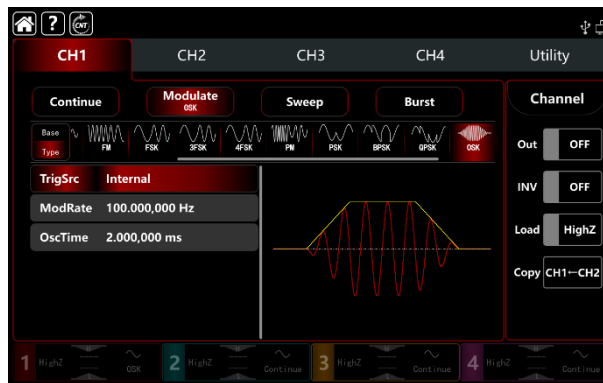 ? CNT
CH1 CH2 CH3 CH4 Utility
Continue Modulate OSK Sweep Burst Channel
Base Type FM FSK 3FSK 4FSK PM PSK BPSK QPSK OSK
Out OFF
TrigSrc Internal
INV OFF
ModRate 100.000,000 Hz
Load HighZ
OscTime 2.000,000 ms
Copy CH1←CH2
1 HighZ OSK 2 HighZ Continue 3 HighZ Continue 4 HighZ Continue